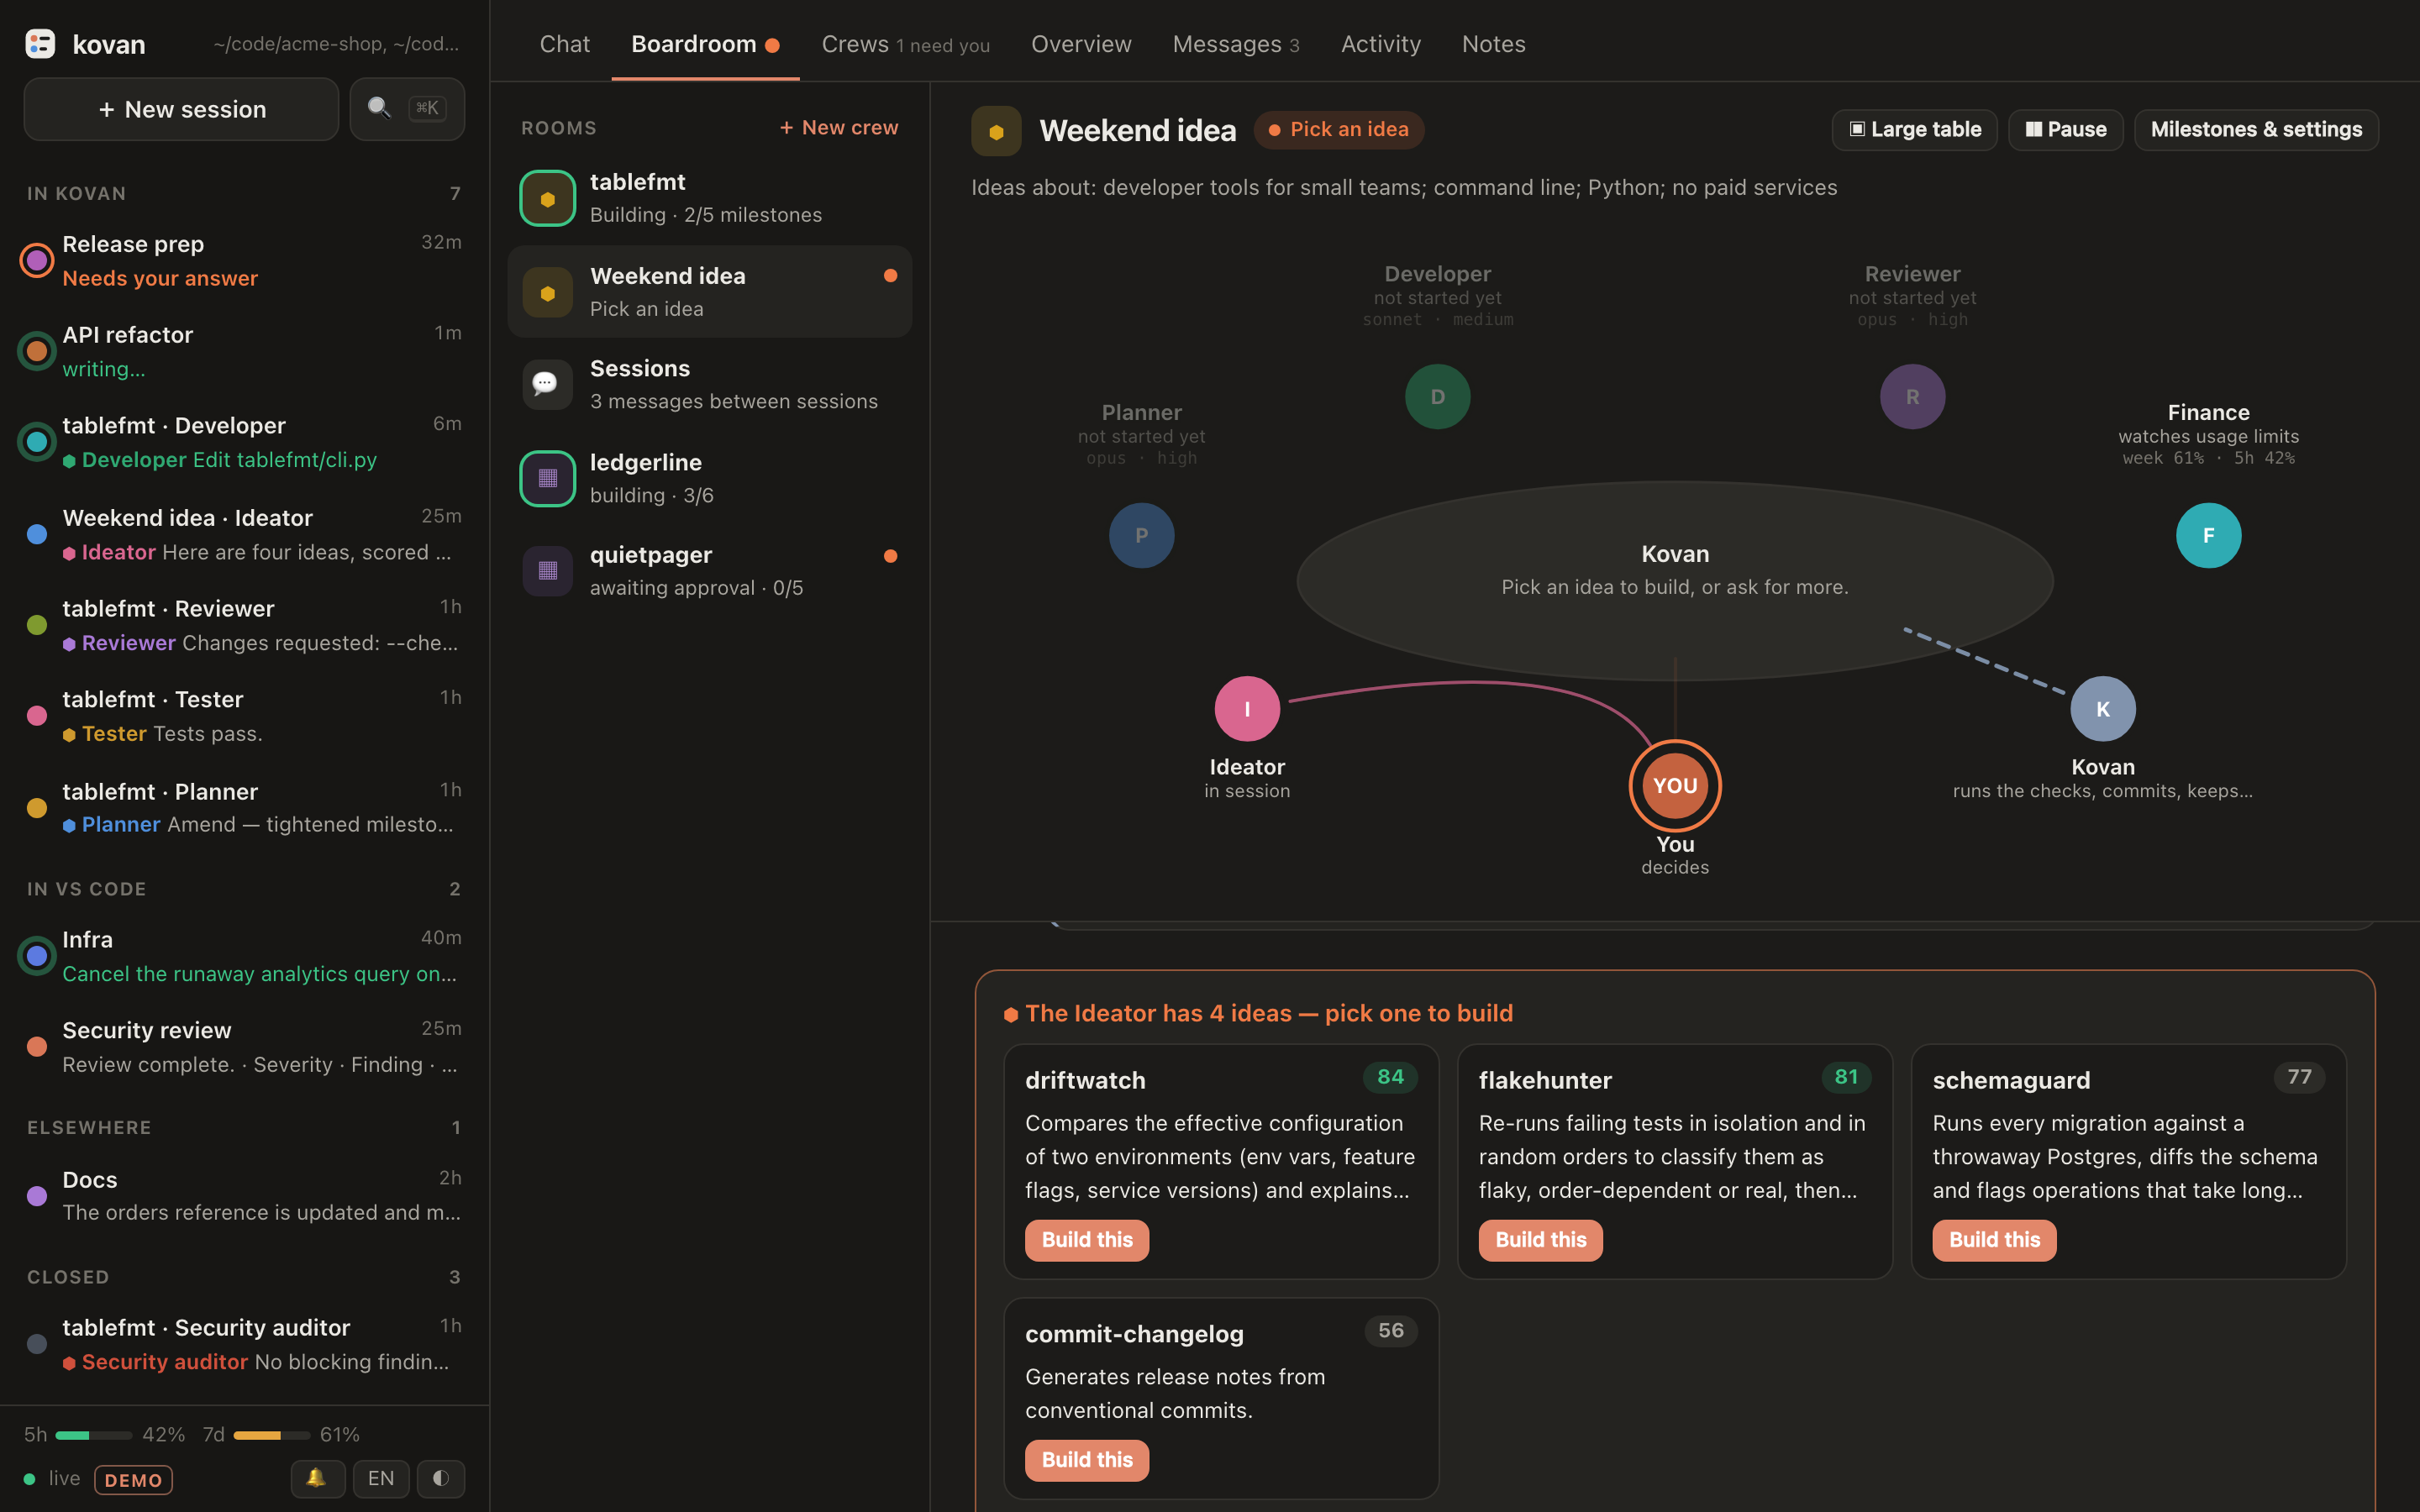 kovan
~/code/acme-shop, ~/cod...
+ New session
⌘K
IN KOVAN 7
Release prep 32m
Needs your answer
API refactor 1m
writing...
tablefmt · Developer 6m
Developer Edit tablefmt/cli.py
Weekend idea · Ideator 25m
Ideator Here are four ideas, scored ...
tablefmt · Reviewer 1h
Reviewer Changes requested: --che...
tablefmt · Tester 1h
Tester Tests pass.
tablefmt · Planner 1h
Planner Amend — tightened milesto...
IN VS CODE 2
Infra 40m
Cancel the runaway analytics query on...
Security review 25m
Review complete. · Severity · Finding · ...
ELSEWHERE 1
Docs 2h
The orders reference is updated and m...
CLOSED 3
tablefmt · Security auditor 1h
Security auditor No blocking findin...
5h 42% 7d 61%
live DEMO EN
Chat Boardroom Crews 1 need you Overview Messages 3 Activity Notes
ROOMS + New crew
tablefmt
Building · 2/5 milestones
Weekend idea
Pick an idea
Sessions
3 messages between sessions
ledgerline
building · 3/6
quietpager
awaiting approval · 0/5
Weekend idea Pick an idea
Large table Pause Milestones & settings
Ideas about: developer tools for small teams; command line; Python; no paid services
Developer
not started yet
sonnet · medium
D
Reviewer
not started yet
opus · high
R
Planner
not started yet
opus · high
P
Finance
watches usage limits
week 61% · 5h 42%
F
Kovan
Pick an idea to build, or ask for more.
I
Ideator
in session
YOU
You
decides
K
Kovan
runs the checks, commits, keeps...
The Ideator has 4 ideas — pick one to build
driftwatch 84
Compares the effective configuration
of two environments (env vars, feature
flags, service versions) and explains...
Build this
flakehunter 81
Re-runs failing tests in isolation and in
random orders to classify them as
flaky, order-dependent or real, then...
Build this
schemaguard 77
Runs every migration against a
throwaway Postgres, diffs the schema
and flags operations that take long...
Build this
commit-changelog 56
Generates release notes from
conventional commits.
Build this